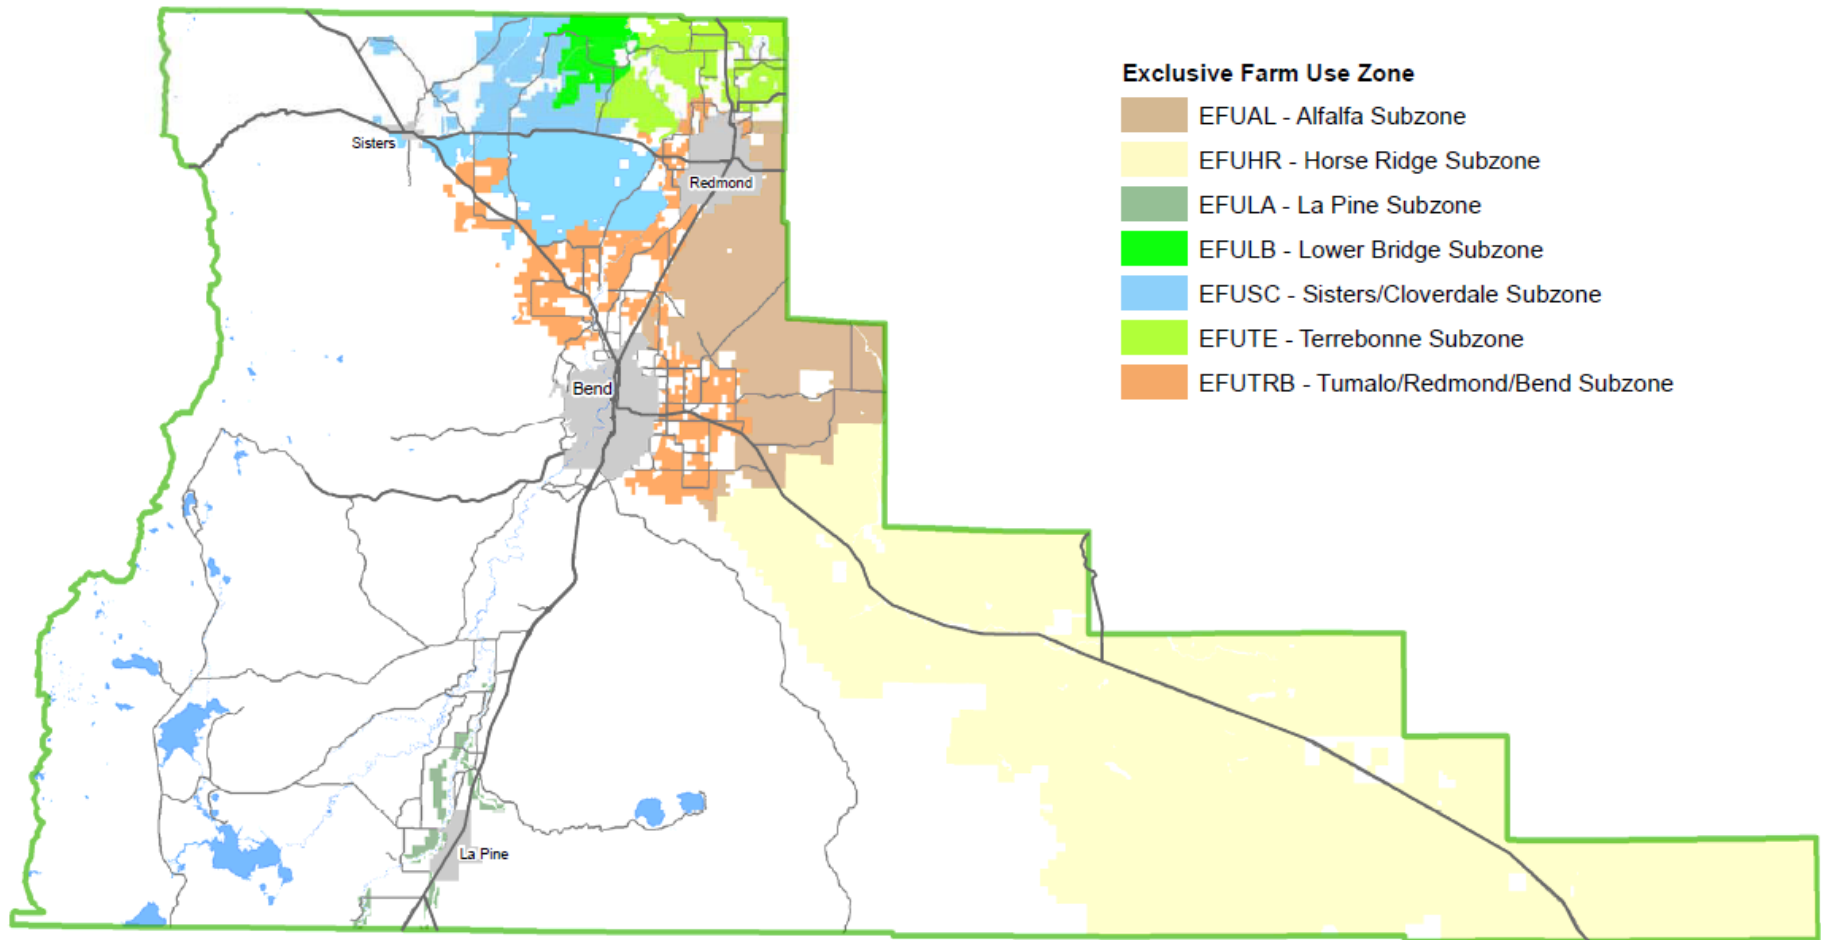 Exclusive Farm Use Zone
EFUAL - Alfalfa Subzone
EFUHR - Horse Ridge Subzone
EFULA - La Pine Subzone
EFULB - Lower Bridge Subzone
EFUSC - Sisters/Cloverdale Subzone
EFUTE - Terrebonne Subzone
EFUTRB - Tumalo/Redmond/Bend Subzone
Sisters
Redmond
Bend
La Pine